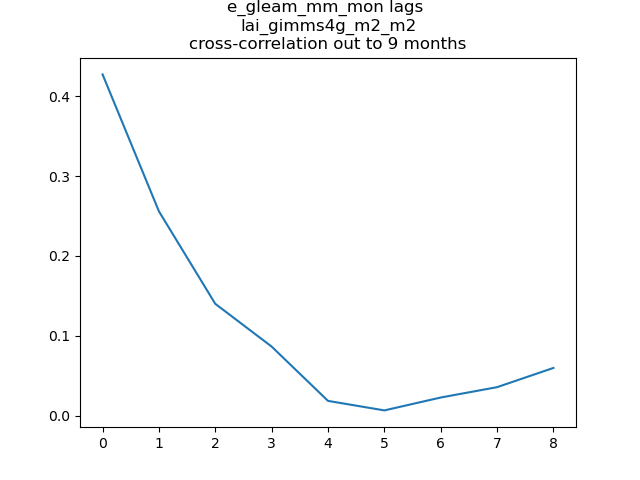 e_gleam_mm_mon lags
lai_gimms4g_m2_m2
cross-correlation out to 9 months
0.4
0.3
0.2
0.1
0.0
0 1 2 3 4 5 6 7 8